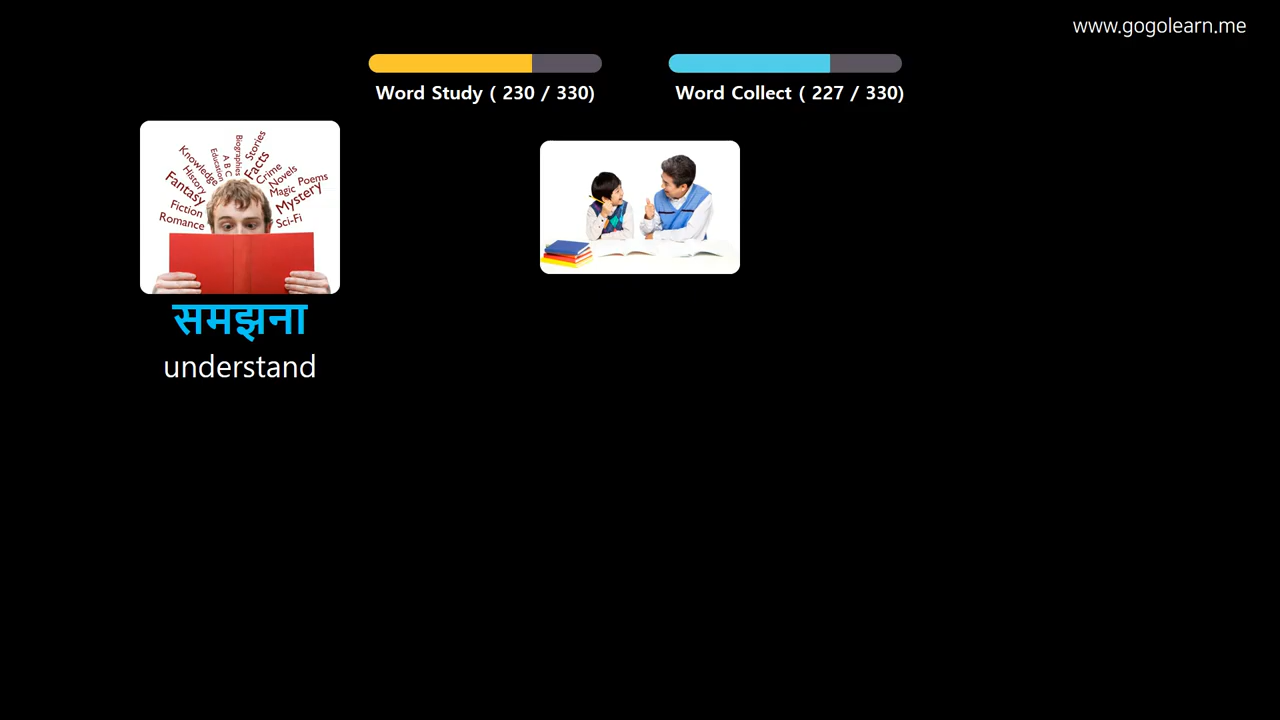 www.gogolearn.me
Word Study ( 230 / 330)
Word Collect ( 227 / 330)
Biographies
Stories
A B C
Facts
Education
Knowledge
Crime
History
Novels
Fantasy
Magic
Poems
Mystery
Fiction
Romance
Sci-Fi
समझना
understand